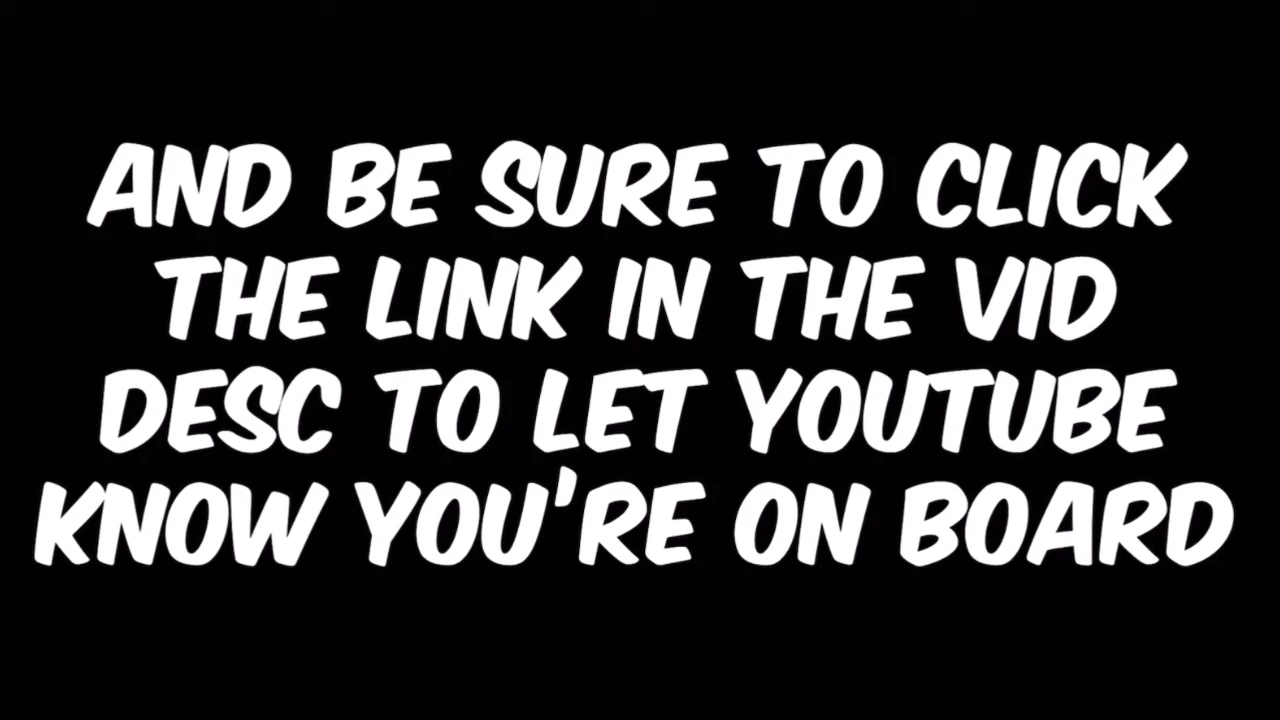 AND BE SURE TO CLICK
THE LINK IN THE VID
DESC TO LET YOUTUBE
KNOW YOU'RE ON BOARD